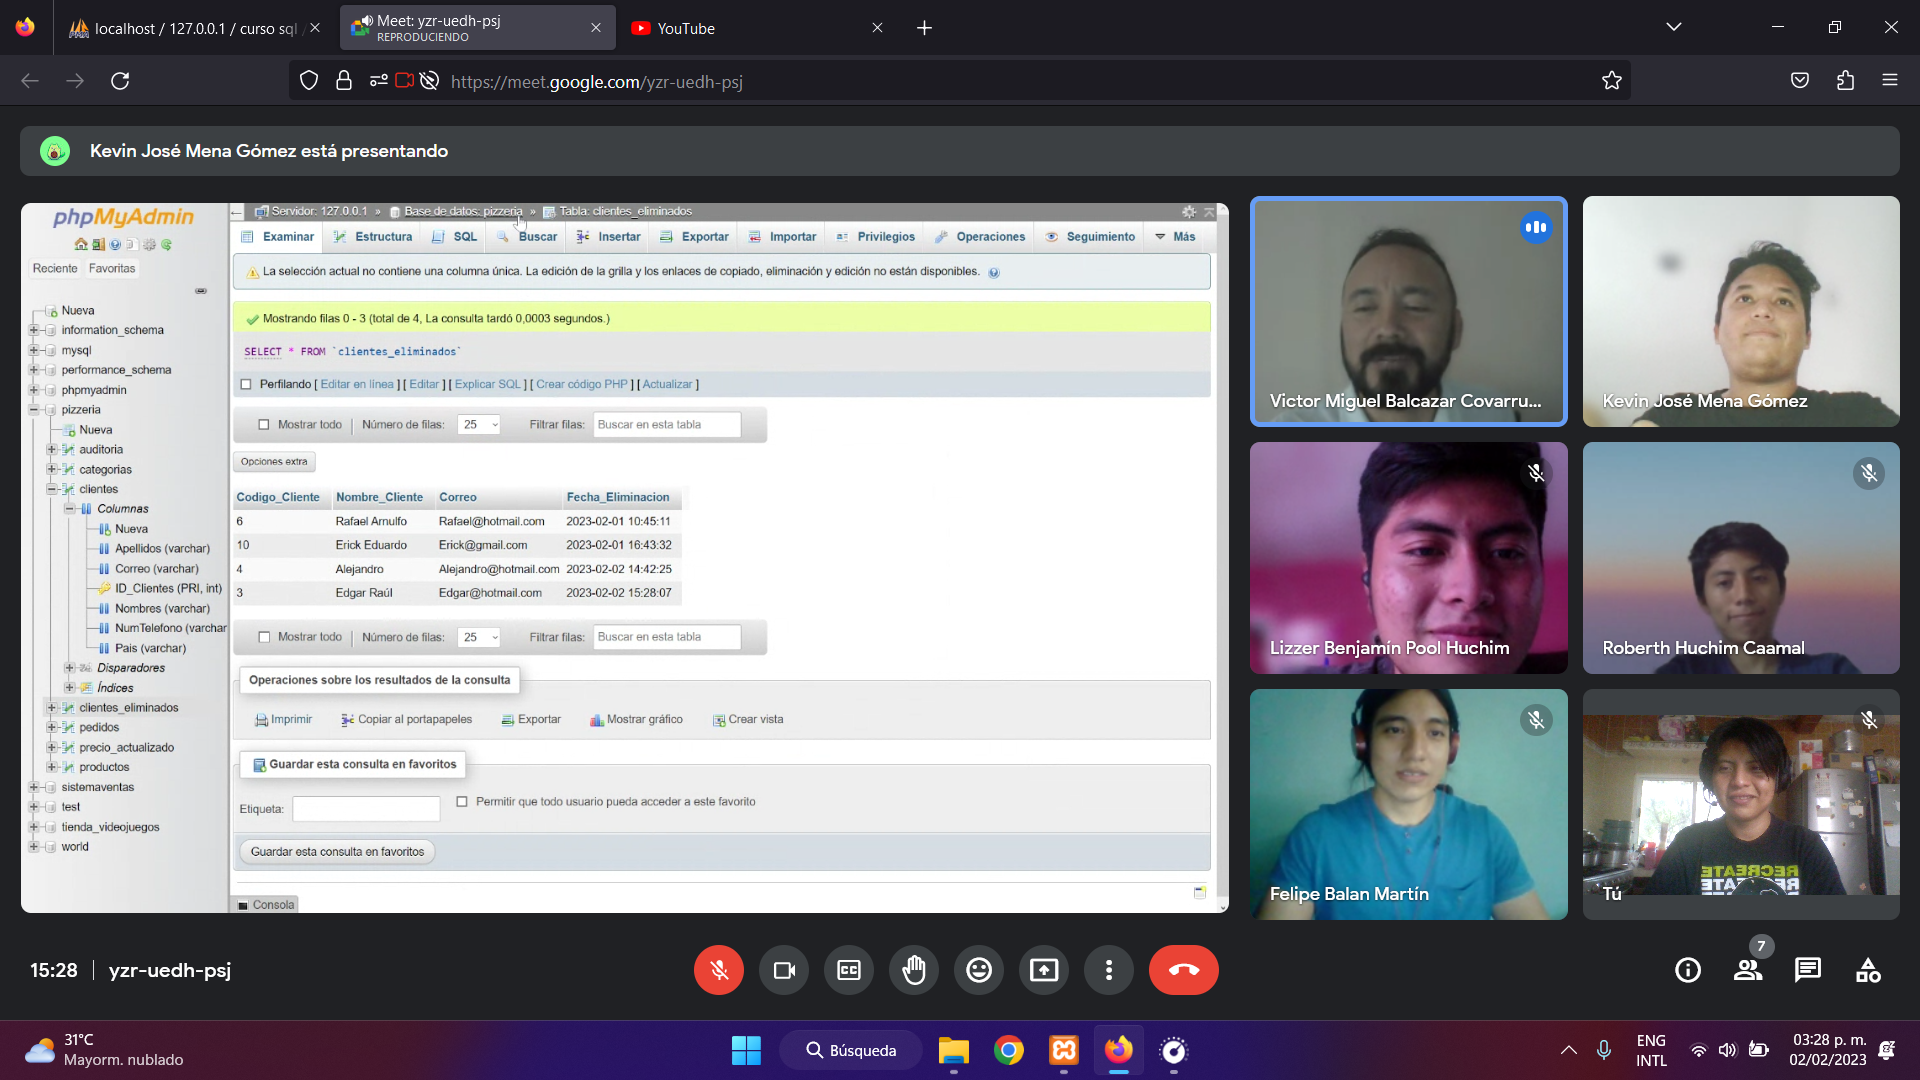 localhost / 127.0.0.1 / curso sql /
Meet: yzr-uedh-psj
REPRODUCIENDO
YouTube
https://meet.google.com/yzr-uedh-psj
Kevin José Mena Gómez está presentando
phpMyAdmin
Reciente Favoritas
Nueva
information_schema
mysql
performance_schema
phpmyadmin
pizzeria
Nueva
auditoria
categorias
clientes
Columnas
Nueva
Apellidos (varchar)
Correo (varchar)
ID_Clientes (PRI, int)
Nombres (varchar)
NumTelefono (varchar
Pais (varchar)
Disparadores
Índices
clientes_eliminados
pedidos
precio_actualizado
productos
sistemaventas
test
tienda_videojuegos
world
Servidor: 127.0.0.1 » Base de datos: pizzeria » Tabla: clientes_eliminados
Examinar Estructura SQL Buscar Insertar Exportar Importar Privilegios Operaciones Seguimiento Más
La selección actual no contiene una columna única. La edición de la grilla y los enlaces de copiado, eliminación y edición no están disponibles.
Mostrando filas 0 - 3 (total de 4, La consulta tardó 0,0003 segundos.)
SELECT * FROM `clientes_eliminados`
Perfilando [ Editar en línea ] [ Editar ] [ Explicar SQL ] [ Crear código PHP ] [ Actualizar ]
Mostrar todo Número de filas: 25 Filtrar filas: Buscar en esta tabla
Opciones extra
Codigo_Cliente Nombre_Cliente Correo Fecha_Eliminacion
6 Rafael Arnulfo Rafael@hotmail.com 2023-02-01 10:45:11
10 Erick Eduardo Erick@gmail.com 2023-02-01 16:43:32
4 Alejandro Alejandro@hotmail.com 2023-02-02 14:42:25
3 Edgar Raúl Edgar@hotmail.com 2023-02-02 15:28:07
Mostrar todo Número de filas: 25 Filtrar filas: Buscar en esta tabla
Operaciones sobre los resultados de la consulta
Imprimir Copiar al portapapeles Exportar Mostrar gráfico Crear vista
Guardar esta consulta en favoritos
Etiqueta: Permitir que todo usuario pueda acceder a este favorito
Guardar esta consulta en favoritos
Consola
Victor Miguel Balcazar Covarru...
Kevin José Mena Gómez
Lizzer Benjamín Pool Huchim
Roberth Huchim Caamal
Felipe Balan Martín
RECREATE
Tú
15:28 | yzr-uedh-psj
7
31°C
Mayorm. nublado
Búsqueda
ENG
INTL
03:28 p. m.
02/02/2023